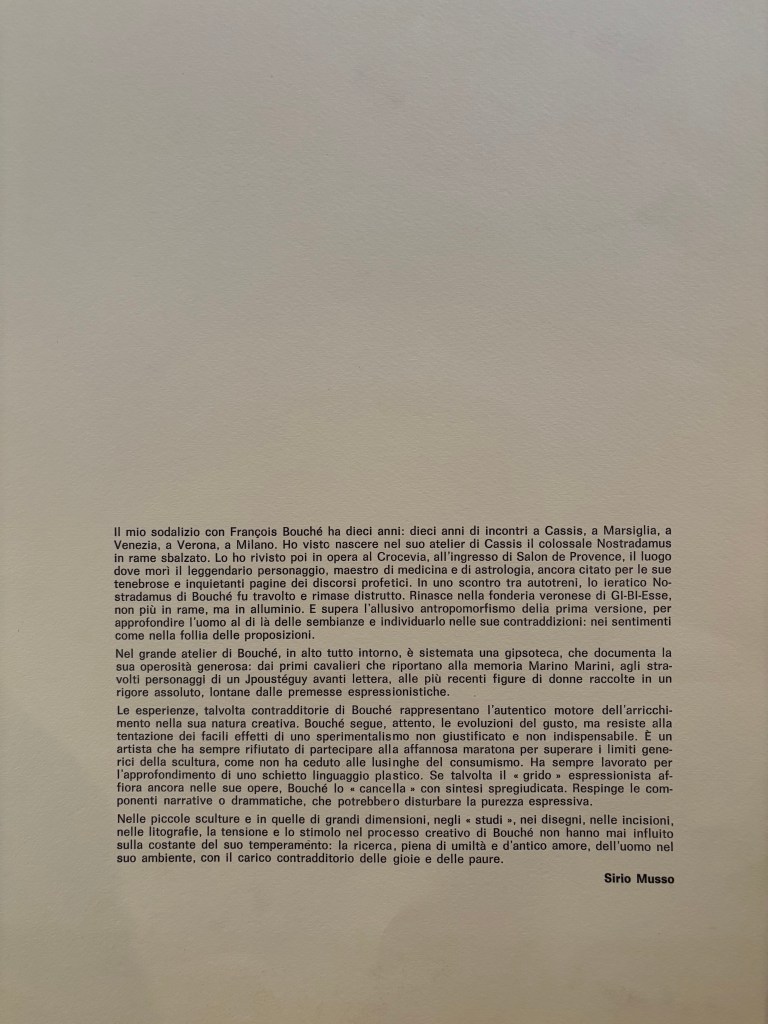 Il mio sodalizio con François Bouché ha dieci anni: dieci anni di incontri a Cassis, a Marsiglia, a
Venezia, a Verona, a Milano. Ho visto nascere nel suo atelier di Cassis il colossale Nostradamus
in rame sbalzato. Lo ho rivisto poi in opera al Crocevia, all'ingresso di Salon de Provence, il luogo
dove morì il leggendario personaggio, maestro di medicina e di astrologia, ancora citato per le sue
tenebrose e inquietanti pagine dei discorsi profetici. In uno scontro tra autotreni, lo ieratico No-
stradamus di Bouché fu travolto e rimase distrutto. Rinasce nella fonderia veronese di GI-BI-Esse,
non più in rame, ma in alluminio. E supera l'allusivo antropomorfismo della prima versione, per
approfondire l'uomo al di là delle sembianze e individuarlo nelle sue contraddizioni: nei sentimenti
come nella follia delle proposizioni.
Nel grande atelier di Bouché, in alto tutto intorno, è sistemata una gipsoteca, che documenta la
sua operosità generosa: dai primi cavalieri che riportano alla memoria Marino Marini, agli stra-
volti personaggi di un Jpoustéguy avanti lettera, alle più recenti figure di donne raccolte in un
rigore assoluto, lontane dalle premesse espressionistiche.
Le esperienze, talvolta contradditorie di Bouché rappresentano l'autentico motore dell'arricchi-
mento nella sua natura creativa. Bouché segue, attento, le evoluzioni del gusto, ma resiste alla
tentazione dei facili effetti di uno sperimentalismo non giustificato e non indispensabile. È un
artista che ha sempre rifiutato di partecipare alla affannosa maratona per superare i limiti gene-
rici della scultura, come non ha ceduto alle lusinghe del consumismo. Ha sempre lavorato per
l'approfondimento di uno schietto linguaggio plastico. Se talvolta il « grido » espressionista af-
fiora ancora nelle sue opere, Bouché lo « cancella » con sintesi spregiudicata. Respinge le com-
ponenti narrative o drammatiche, che potrebbero disturbare la purezza espressiva.
Nelle piccole sculture e in quelle di grandi dimensioni, negli « studi », nei disegni, nelle incisioni,
nelle litografie, la tensione e lo stimolo nel processo creativo di Bouché non hanno mai influito
sulla costante del suo temperamento: la ricerca, piena di umiltà e d'antico amore, dell'uomo nel
suo ambiente, con il carico contradditorio delle gioie e delle paure.
Sirio Musso